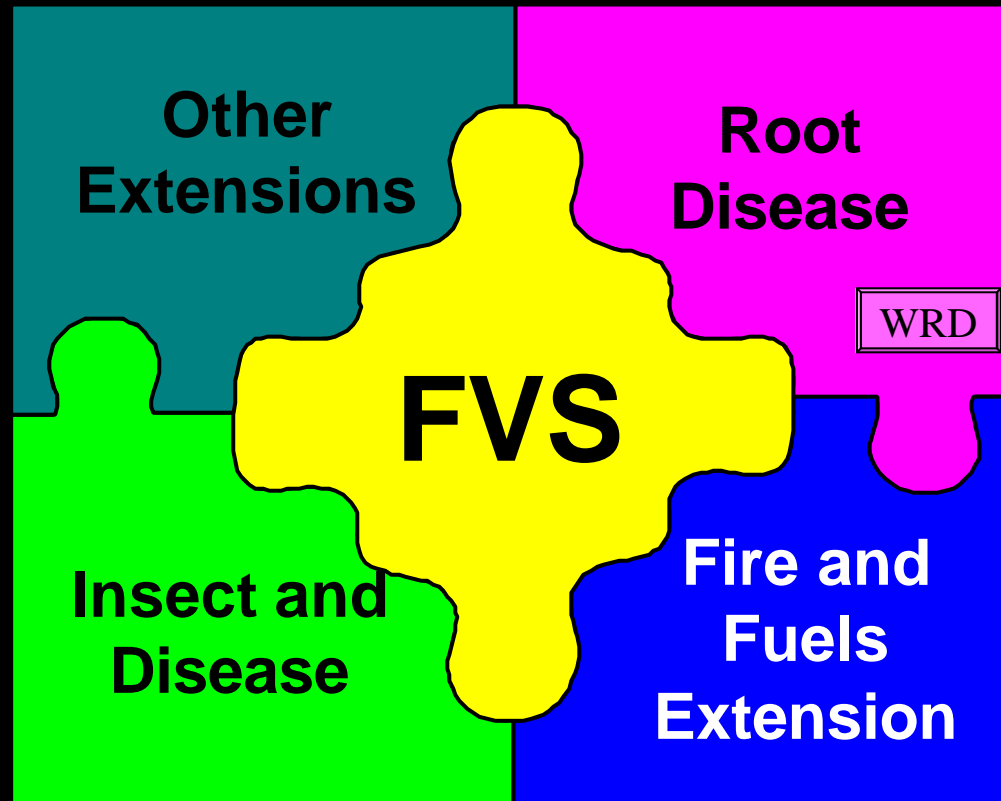 Other
Extensions
Root
Disease
WRD
FVS
Insect and
Disease
Fire and
Fuels
Extension